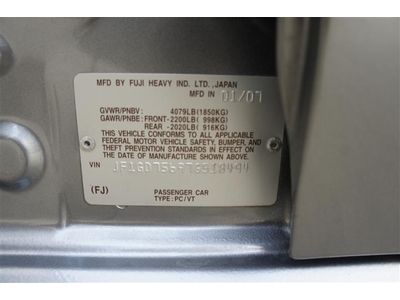 MFD BY FUJI HEAVY IND. LTD., JAPAN
MFD IN 01/07
GVWR/PNBV: 4079LB(1850KG)
GAWR/PNBE: FRONT-2200LB( 998KG)
REAR -2020LB( 916KG)
THIS VEHICLE CONFORMS TO ALL APPLICABLE
FEDERAL MOTOR VEHICLE SAFETY, BUMPER, AND
THEFT PREVENTION STANDARDS IN EFFECT ON THE
DATE OF MANUFACTURE SHOWN ABOVE.
VIN
(FJ)
PASSENGER CAR
TYPE: PC/VT